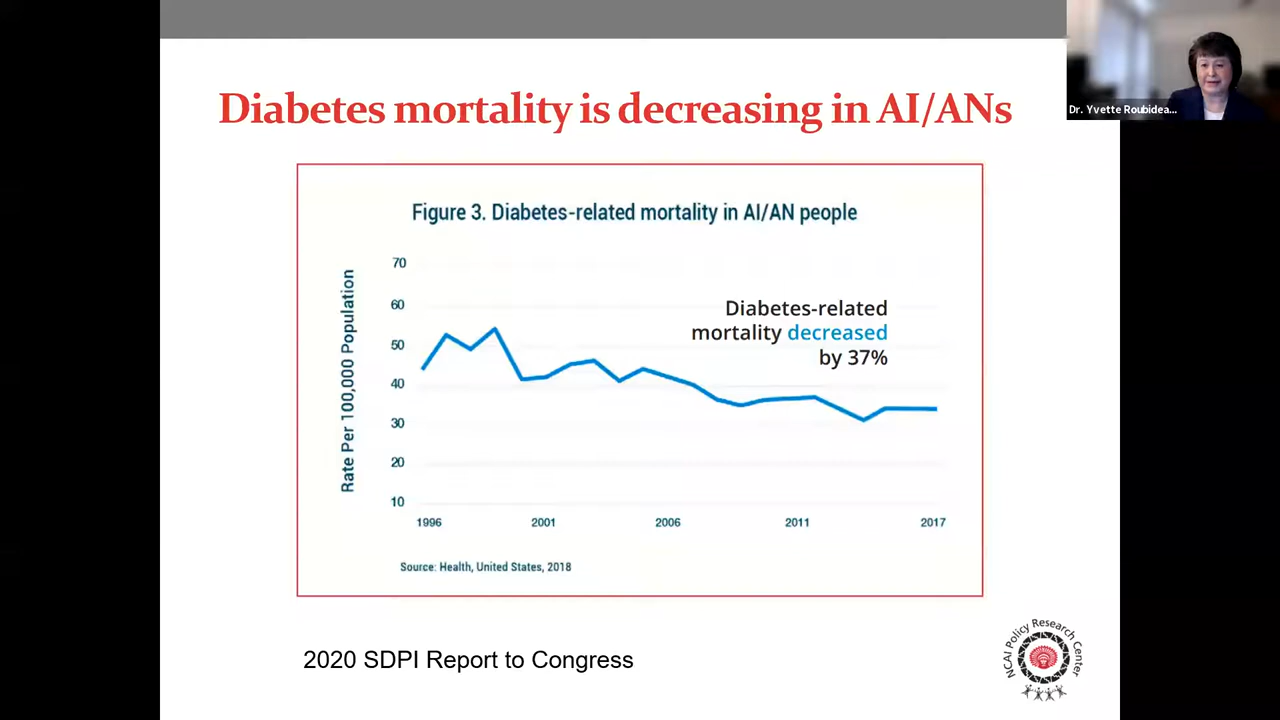 Dr. Yvette Roubidea...
Diabetes mortality is decreasing in AI/ANs
Figure 3. Diabetes-related mortality in AI/AN people
Rate Per 100,000 Population
70
60
50
40
30
20
10
Diabetes-related
mortality decreased
by 37%
1996 2001 2006 2011 2017
Source: Health, United States, 2018
2020 SDPI Report to Congress
NCAI Policy Research Center